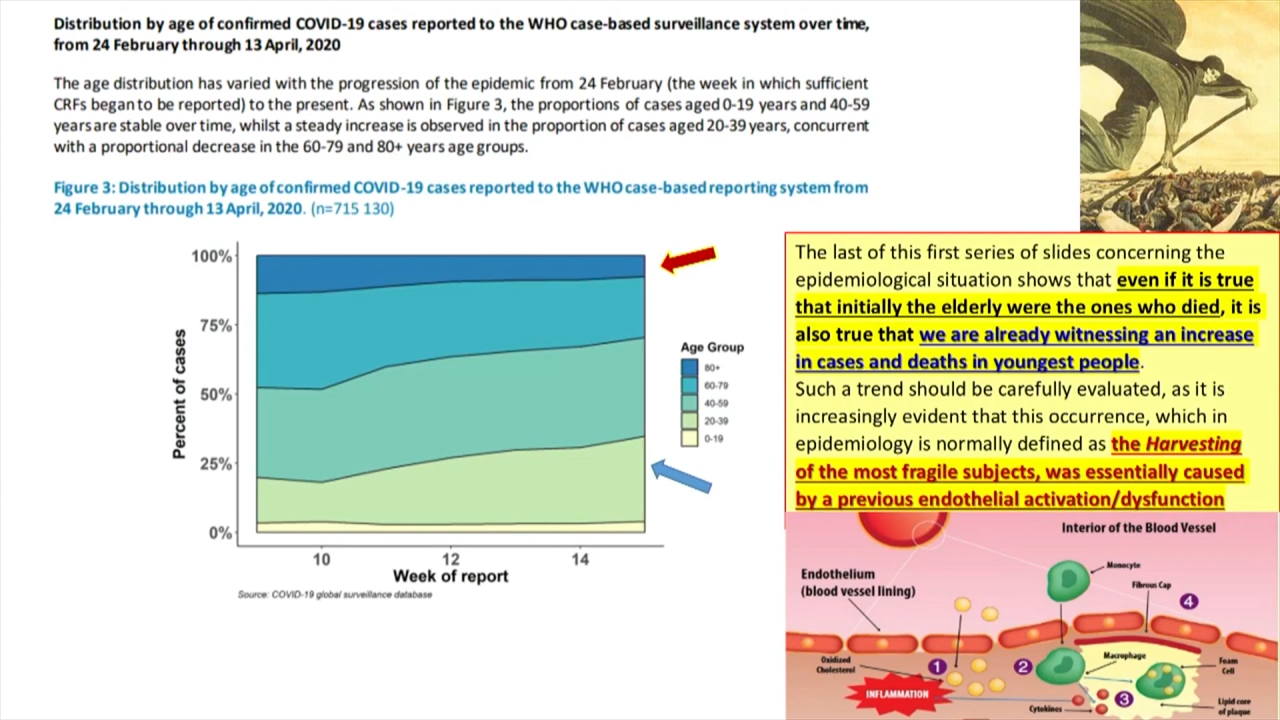 Distribution by age of confirmed COVID-19 cases reported to the WHO case-based surveillance system over time,
from 24 February through 13 April, 2020
The age distribution has varied with the progression of the epidemic from 24 February (the week in which sufficient
CRFs began to be reported) to the present. As shown in Figure 3, the proportions of cases aged 0-19 years and 40-59
years are stable over time, whilst a steady increase is observed in the proportion of cases aged 20-39 years, concurrent
with a proportional decrease in the 60-79 and 80+ years age groups.
Figure 3: Distribution by age of confirmed COVID-19 cases reported to the WHO case-based reporting system from
24 February through 13 April, 2020. (n=715 130)
100%
75%
50%
25%
0%
Percent of cases
10
12
14
Week of report
Source: COVID-19 global surveillance database
Age Group
80+
60-79
40-59
20-39
0-19
The last of this first series of slides concerning the
epidemiological situation shows that even if it is true
that initially the elderly were the ones who died, it is
also true that we are already witnessing an increase
in cases and deaths in youngest people.
Such a trend should be carefully evaluated, as it is
increasingly evident that this occurrence, which in
epidemiology is normally defined as the Harvesting
of the most fragile subjects, was essentially caused
by a previous endothelial activation/dysfunction
Interior of the Blood Vessel
Endothelium
(blood vessel lining)
Monocyte
Fibrous Cap
4
Oxidized
Cholesterol
1
2
Macrophage
Foam
Cell
INFLAMMATION
3
Cytokines
Lipid core
of plaque